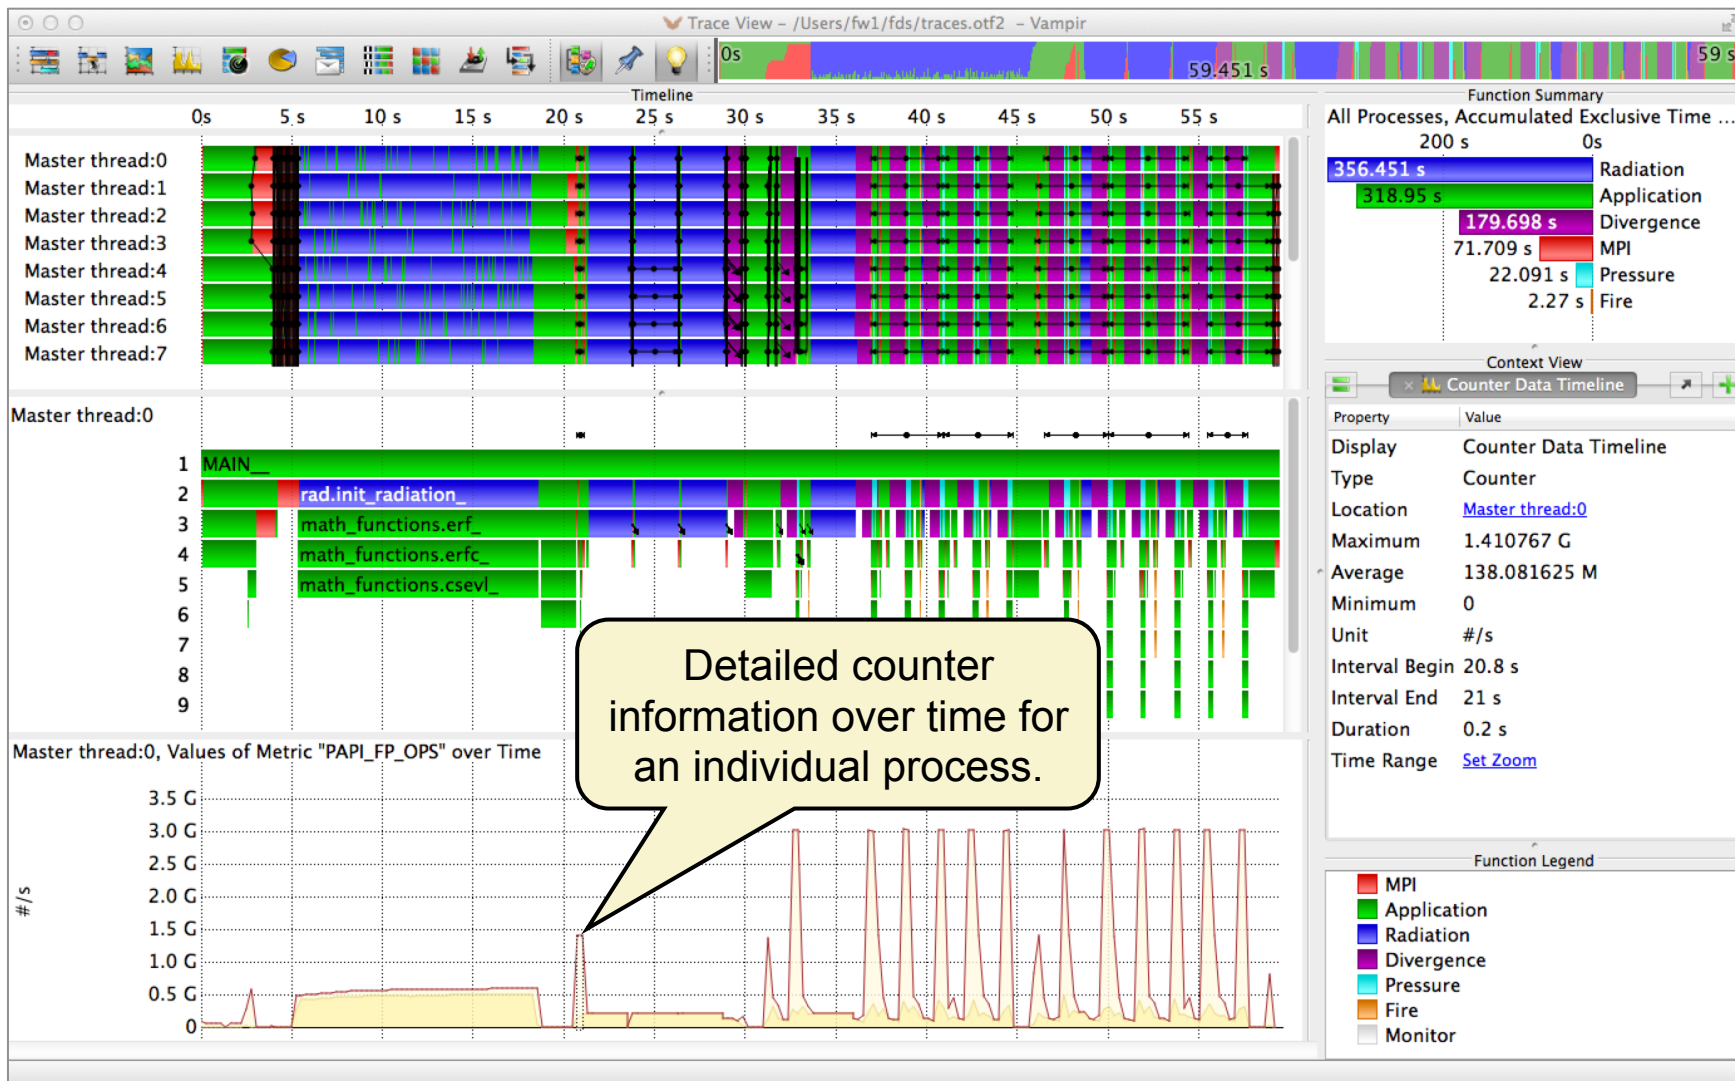 Trace View - /Users/fw1/fds/traces.otf2 - Vampir
0s
59.451 s
59 s
Timeline
0s 5 s 10 s 15 s 20 s 25 s 30 s 35 s 40 s 45 s 50 s 55 s
Master thread:0
Master thread:1
Master thread:2
Master thread:3
Master thread:4
Master thread:5
Master thread:6
Master thread:7
Master thread:0
1 MAIN__
2 rad.init_radiation_
3 math_functions.erf_
4 math_functions.erfc_
5 math_functions.csevl_
6
7
8
9
Detailed counter
information over time for
an individual process.
Master thread:0, Values of Metric "PAPI_FP_OPS" over Time
3.5 G
3.0 G
2.5 G
2.0 G
1.5 G
1.0 G
0.5 G
0
#/s
Function Summary
All Processes, Accumulated Exclusive Time ...
200 s 0s
356.451 s Radiation
318.95 s Application
179.698 s Divergence
71.709 s MPI
22.091 s Pressure
2.27 s Fire
Context View
Counter Data Timeline
Property Value
Display Counter Data Timeline
Type Counter
Location Master thread:0
Maximum 1.410767 G
Average 138.081625 M
Minimum 0
Unit #/s
Interval Begin 20.8 s
Interval End 21 s
Duration 0.2 s
Time Range Set Zoom
Function Legend
MPI
Application
Radiation
Divergence
Pressure
Fire
Monitor